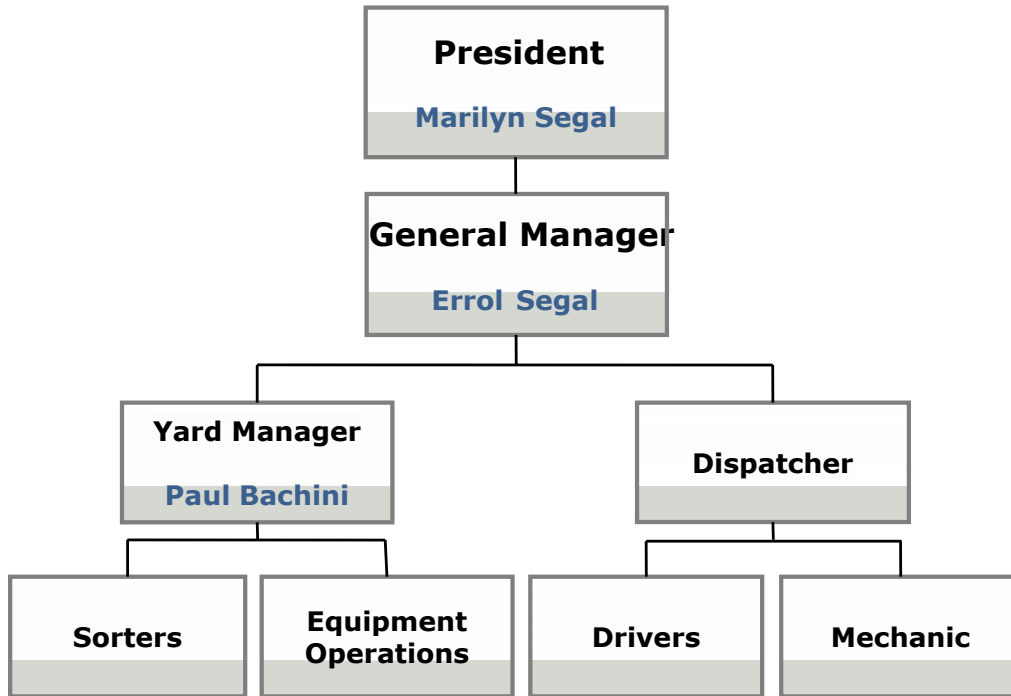 President
Marilyn Segal
General Manager
Errol Segal
Yard Manager
Paul Bachini
Dispatcher
Sorters
Equipment
Operations
Drivers
Mechanic